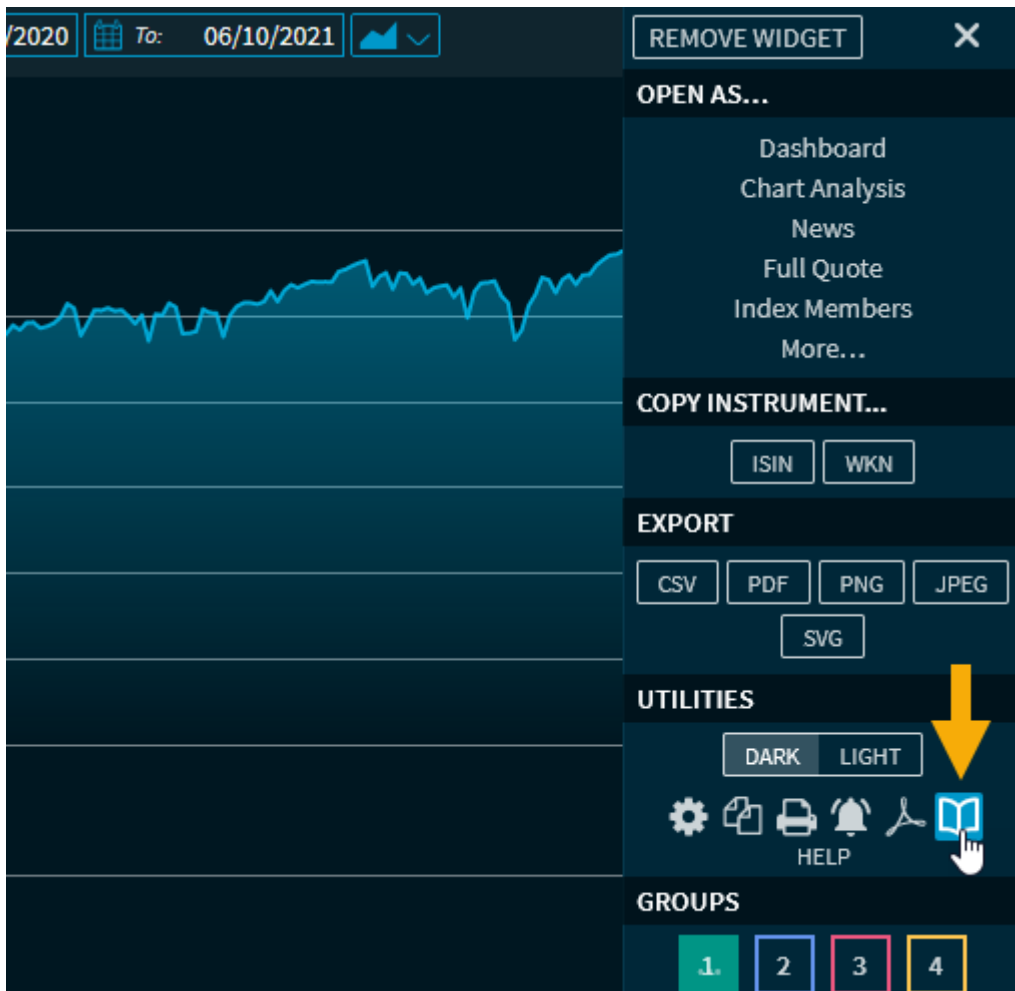 /2020 To: 06/10/2021
REMOVE WIDGET
OPEN AS...
Dashboard
Chart Analysis
News
Full Quote
Index Members
More...
COPY INSTRUMENT...
ISIN WKN
EXPORT
CSV PDF PNG JPEG
SVG
UTILITIES
DARK LIGHT
HELP
GROUPS
1. 2 3 4